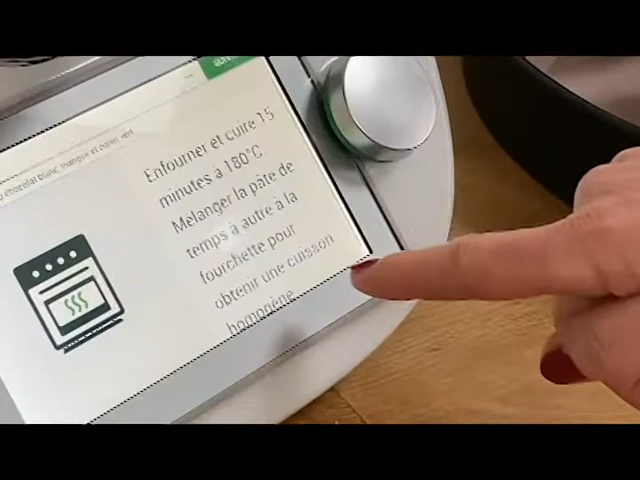 chocolat blanc, mangue et citron vert
Enfourner et cuire 15
minutes à 180°C.
Mélanger la pâte de
temps à autre à la
fourchette pour
obtenir une cuisson
homogène